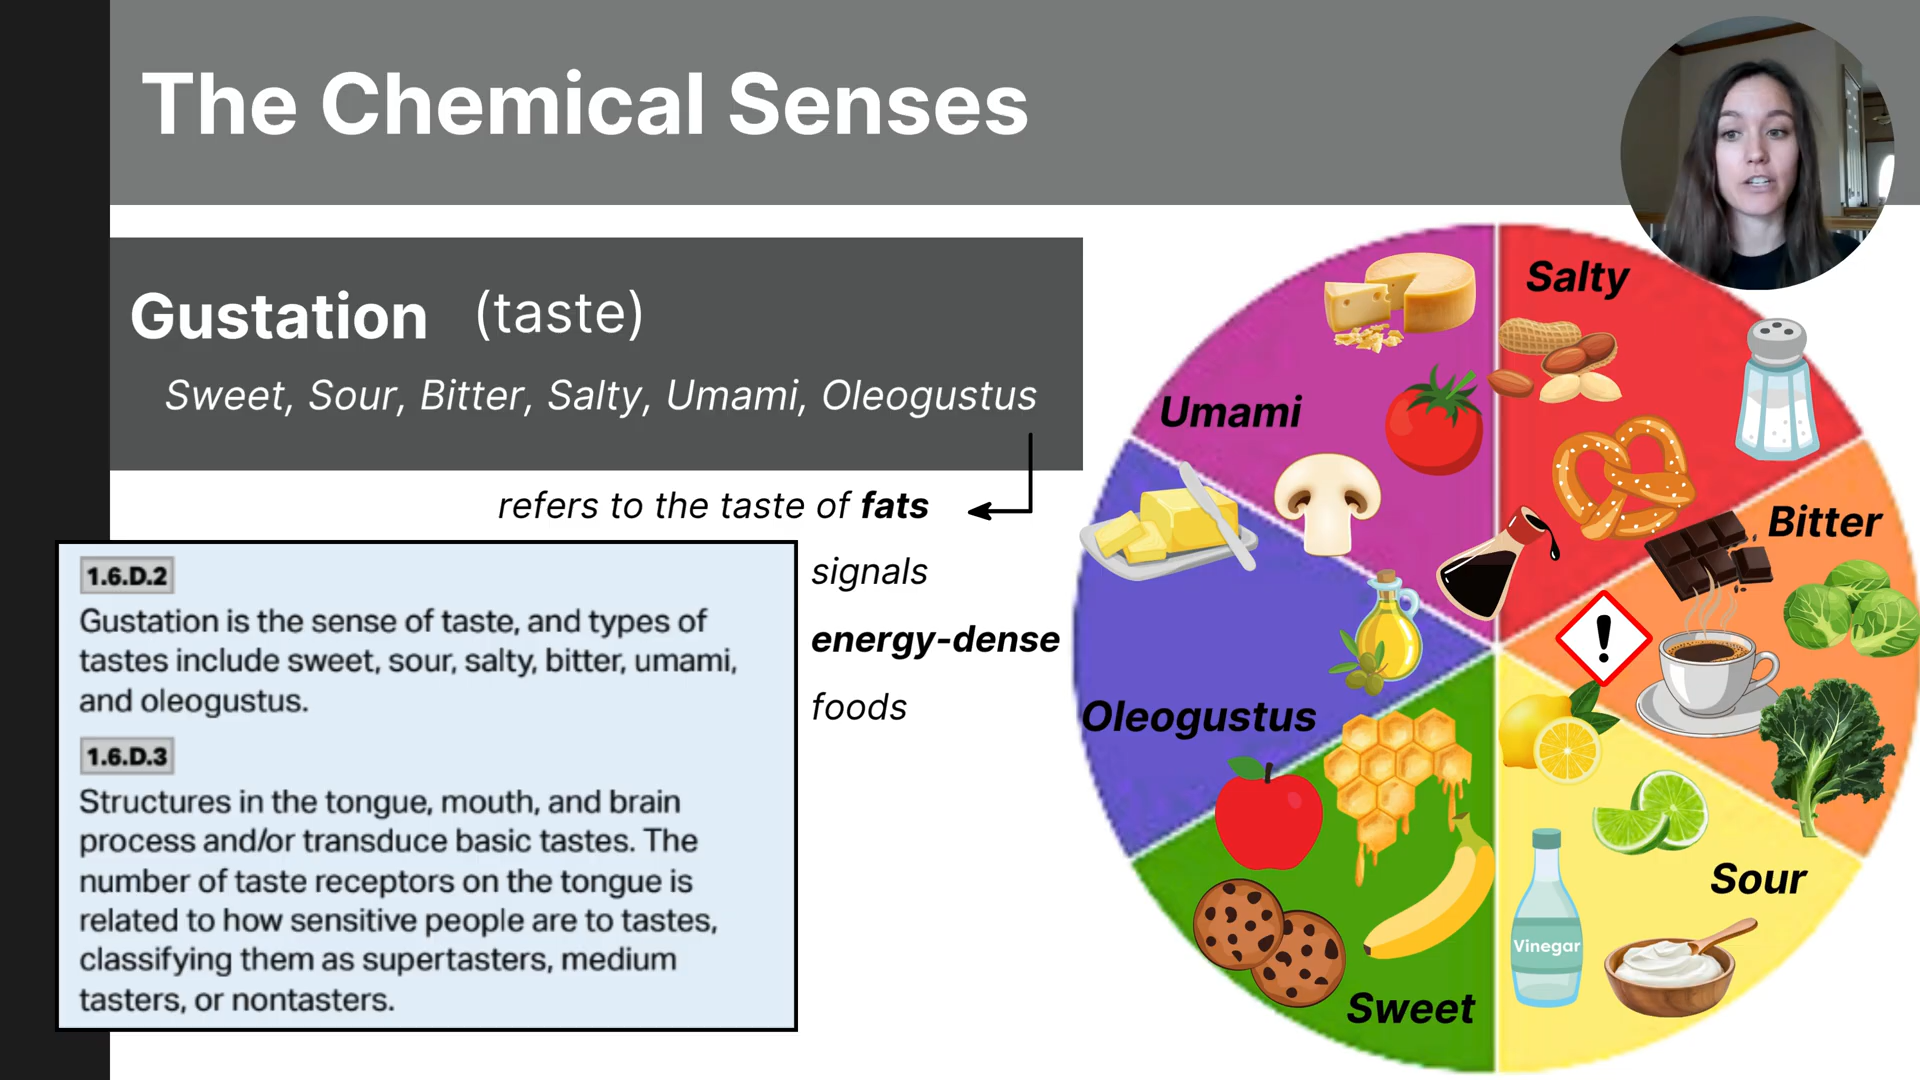 The Chemical Senses
Gustation (taste)
Sweet, Sour, Bitter, Salty, Umami, Oleogustus
refers to the taste of fats
signals
energy-dense
foods
1.6.D.2
Gustation is the sense of taste, and types of
tastes include sweet, sour, salty, bitter, umami,
and oleogustus.
1.6.D.3
Structures in the tongue, mouth, and brain
process and/or transduce basic tastes. The
number of taste receptors on the tongue is
related to how sensitive people are to tastes,
classifying them as supertasters, medium
tasters, or nontasters.
Salty
Umami
Bitter
!
Oleogustus
Sour
Vinegar
Sweet